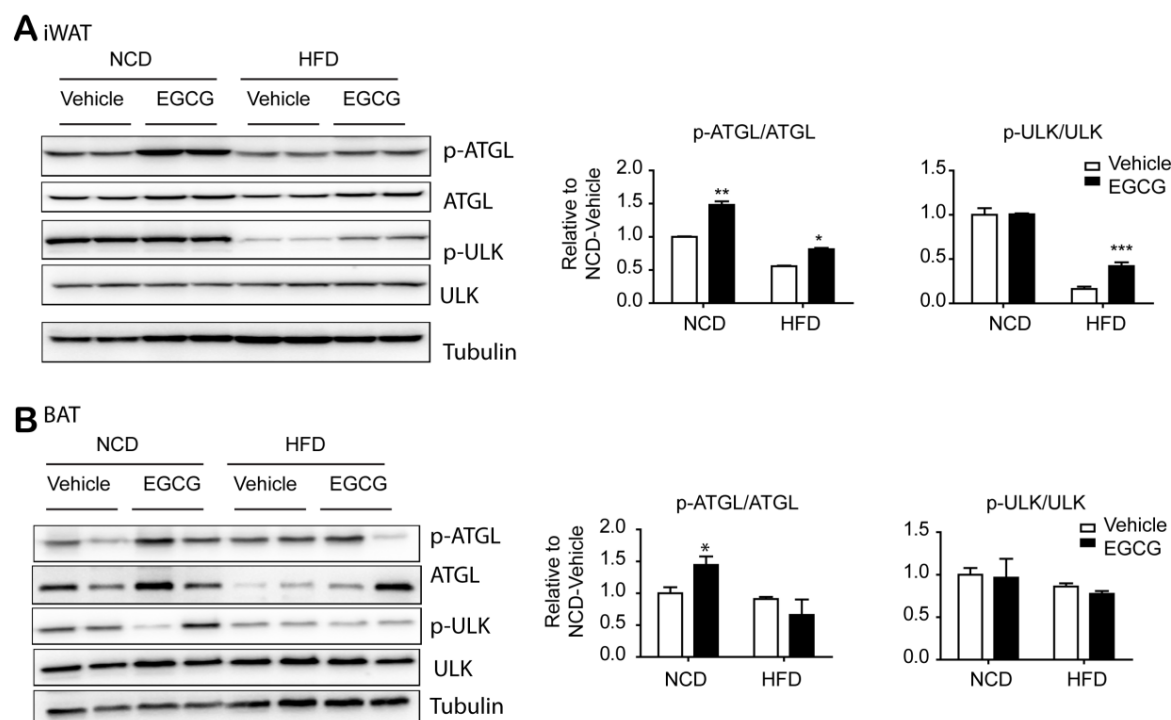 A iWAT
NCD HFD
Vehicle EGCG Vehicle EGCG
p-ATGL
ATGL
p-ULK
ULK
Tubulin
p-ATGL/ATGL
Relative to
NCD-Vehicle
2.0
1.5
1.0
0.5
0.0
**
*
NCD HFD
p-ULK/ULK
Vehicle
EGCG
1.5
1.0
0.5
0.0
***
NCD HFD
B BAT
NCD HFD
Vehicle EGCG Vehicle EGCG
p-ATGL
ATGL
p-ULK
ULK
Tubulin
p-ATGL/ATGL
Relative to
NCD-Vehicle
2.0
1.5
1.0
0.5
0.0
*
NCD HFD
p-ULK/ULK
Vehicle
EGCG
1.5
1.0
0.5
0.0
NCD HFD